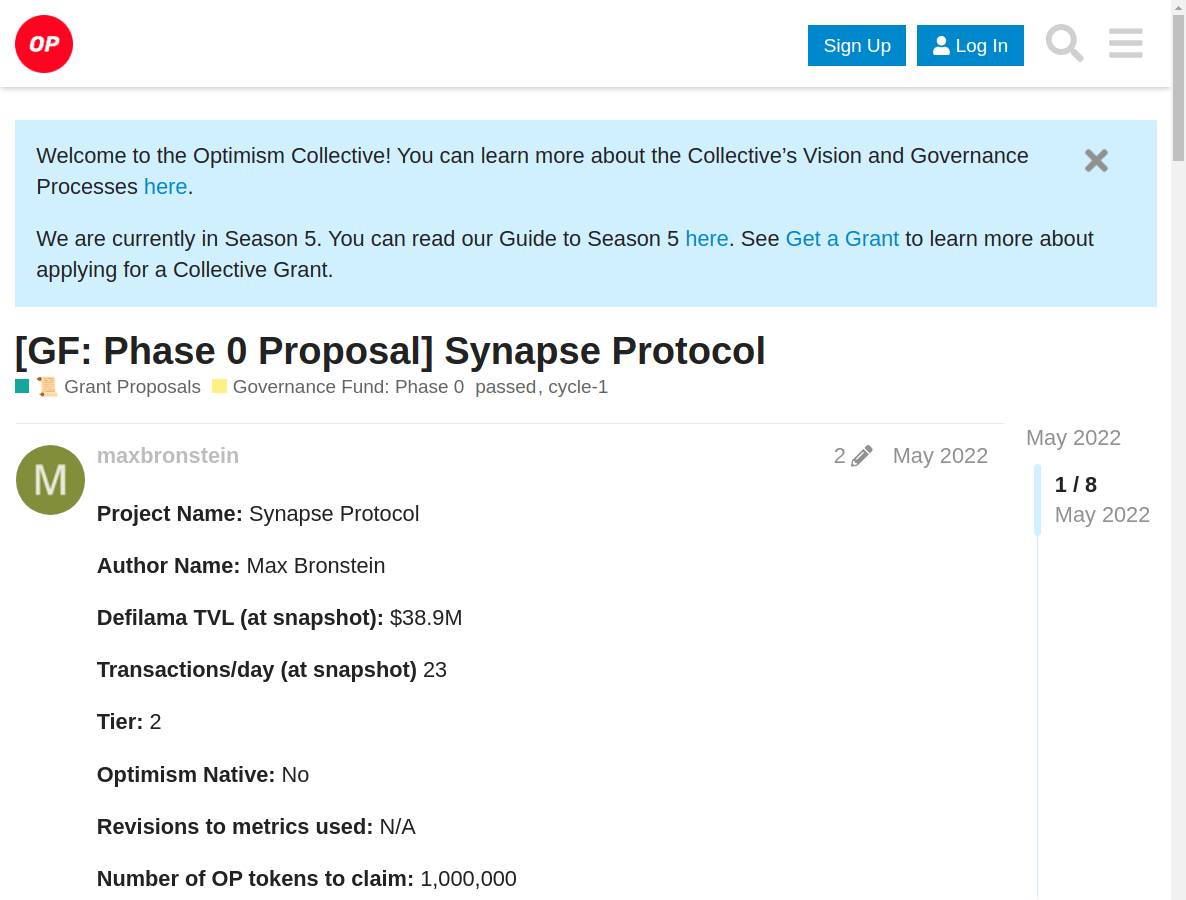 OP
Sign Up
Log In
Welcome to the Optimism Collective! You can learn more about the Collective’s Vision and Governance
Processes here.
We are currently in Season 5. You can read our Guide to Season 5 here. See Get a Grant to learn more about
applying for a Collective Grant.
[GF: Phase 0 Proposal] Synapse Protocol
📜 Grant Proposals Governance Fund: Phase 0 passed, cycle-1
May 2022
M
maxbronstein
2
May 2022
1 / 8
May 2022
Project Name: Synapse Protocol
Author Name: Max Bronstein
Defilama TVL (at snapshot): $38.9M
Transactions/day (at snapshot) 23
Tier: 2
Optimism Native: No
Revisions to metrics used: N/A
Number of OP tokens to claim: 1,000,000